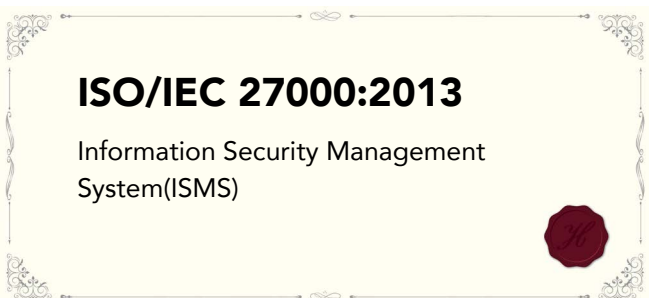 ISO/IEC 27000:2013
Information Security Management
System(ISMS)
H